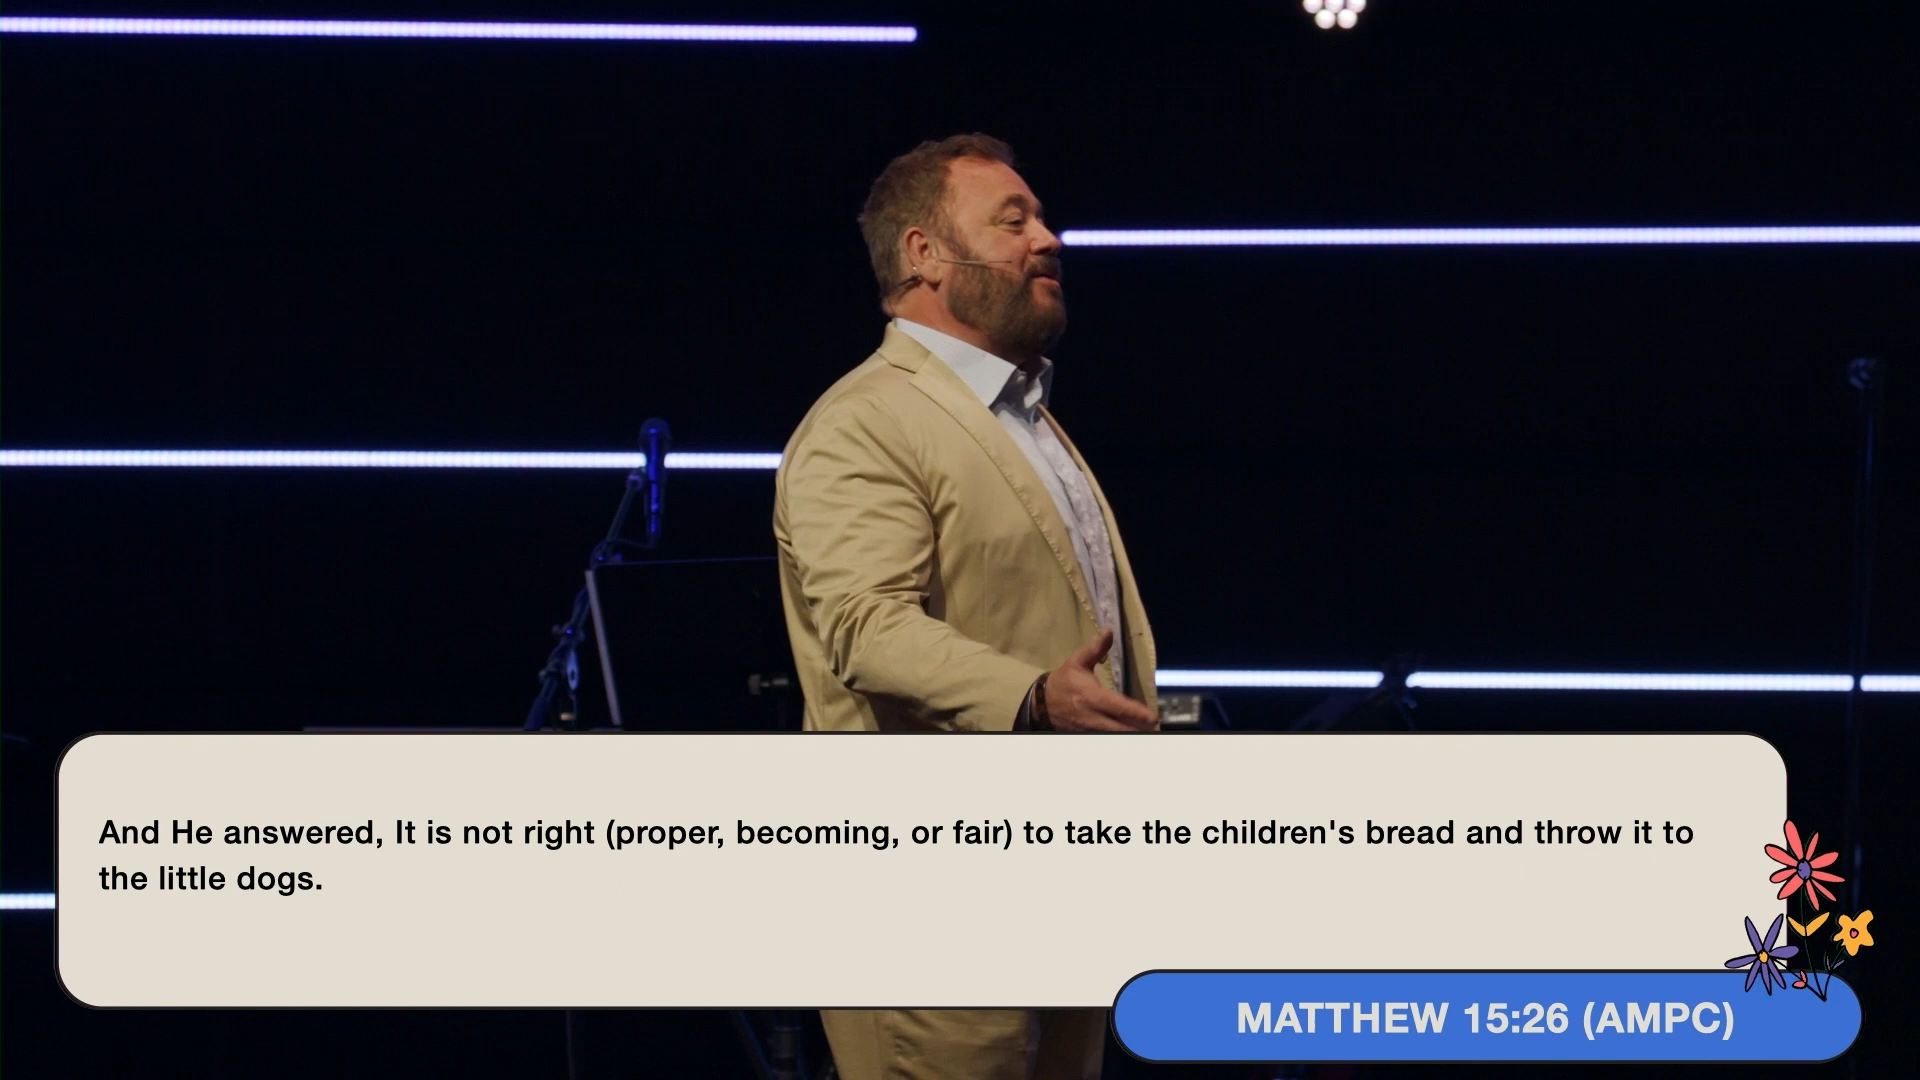 And He answered, It is not right (proper, becoming, or fair) to take the children's bread and throw it to
the little dogs.
MATTHEW 15:26 (AMPC)